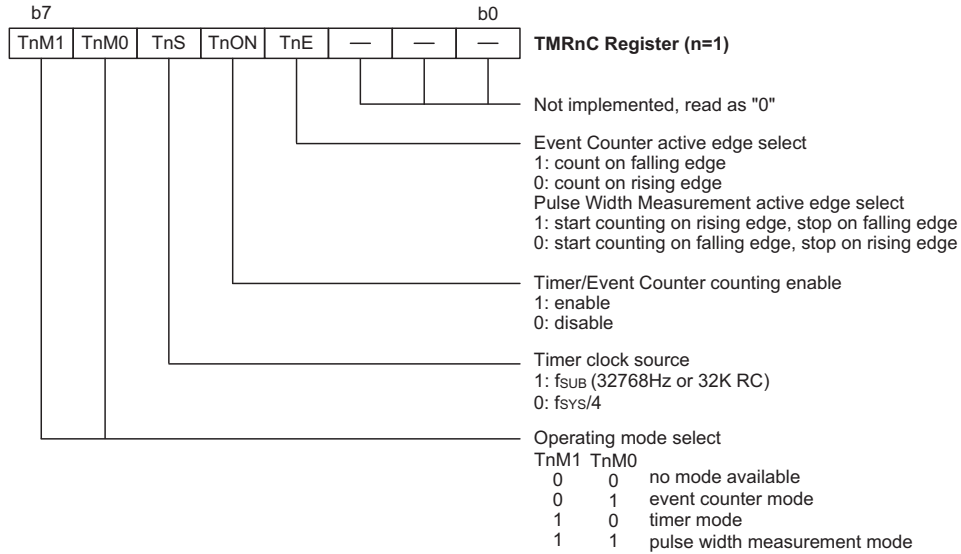 b7 b0
TnM1 TnM0 TnS TnON TnE — — — TMRnC Register (n=1)
Not implemented, read as "0"
Event Counter active edge select
1: count on falling edge
0: count on rising edge
Pulse Width Measurement active edge select
1: start counting on rising edge, stop on falling edge
0: start counting on falling edge, stop on rising edge
Timer/Event Counter counting enable
1: enable
0: disable
Timer clock source
1: fSUB (32768Hz or 32K RC)
0: fSYS/4
Operating mode select
TnM1 TnM0
0 0 no mode available
0 1 event counter mode
1 0 timer mode
1 1 pulse width measurement mode